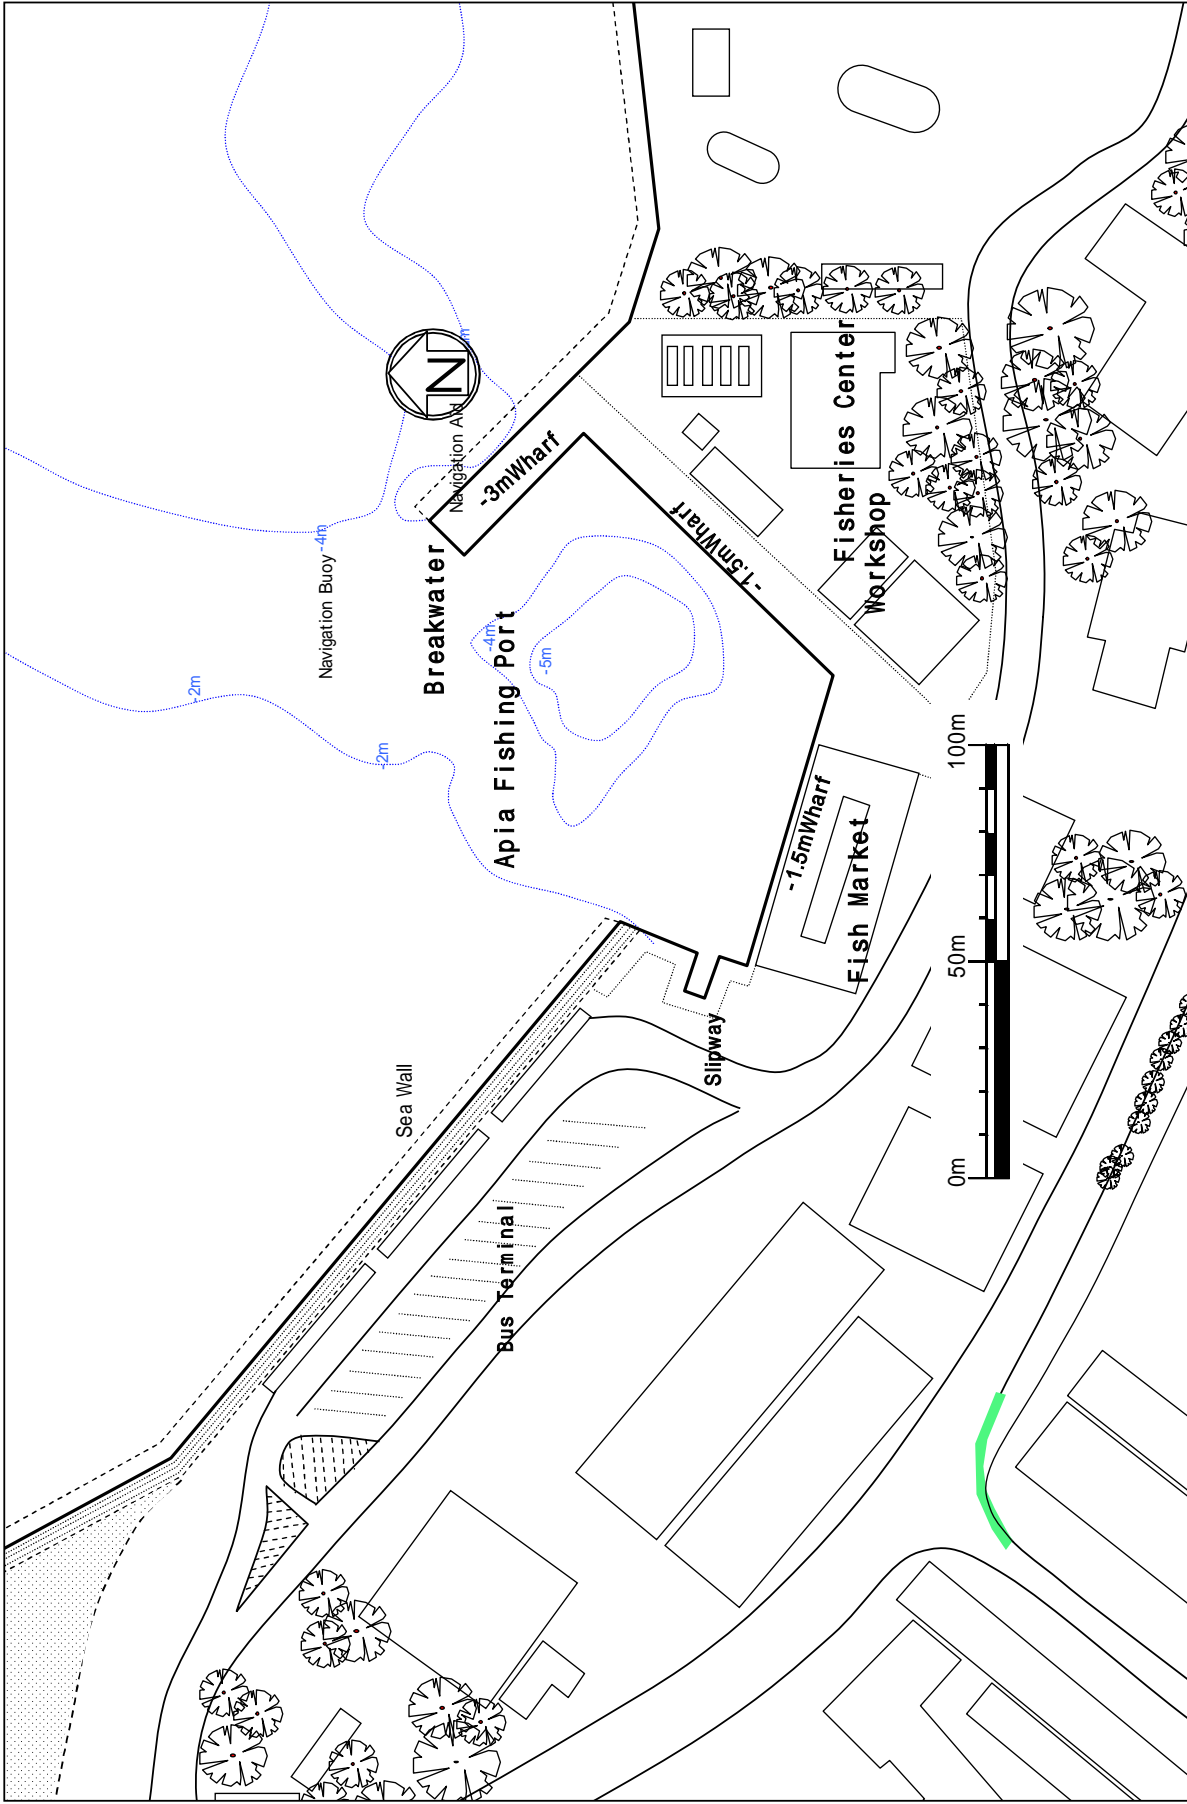 N
-m
Navigation Aid
-3mWharf
-4m
Navigation Buoy
Breakwater
Apia Fishing Port
-4m
-5m
-2m
-2m
-1.5mWharf
Fisheries Center
Workshop
-1.5mWharf
Fish Market
Slipway
Sea Wall
Bus Terminal
0m
50m
100m